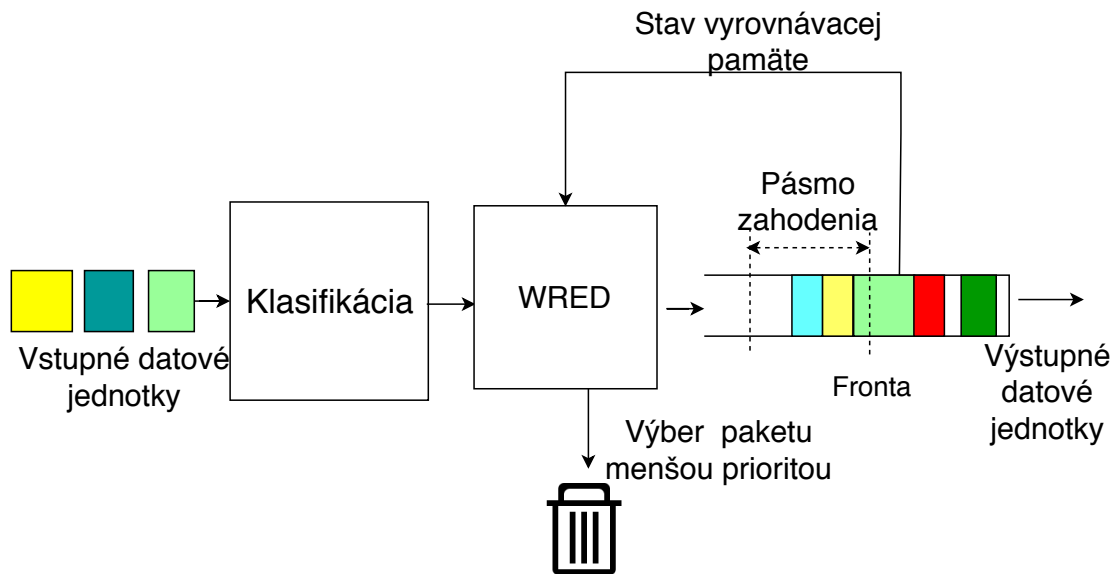 Stav vyrovnávacej
pamäte
Pásmo
zahodenia
Klasifikácia
WRED
Vstupné datové
jednotky
Fronta
Výstupné
datové
jednotky
Výber paketu
menšou prioritou